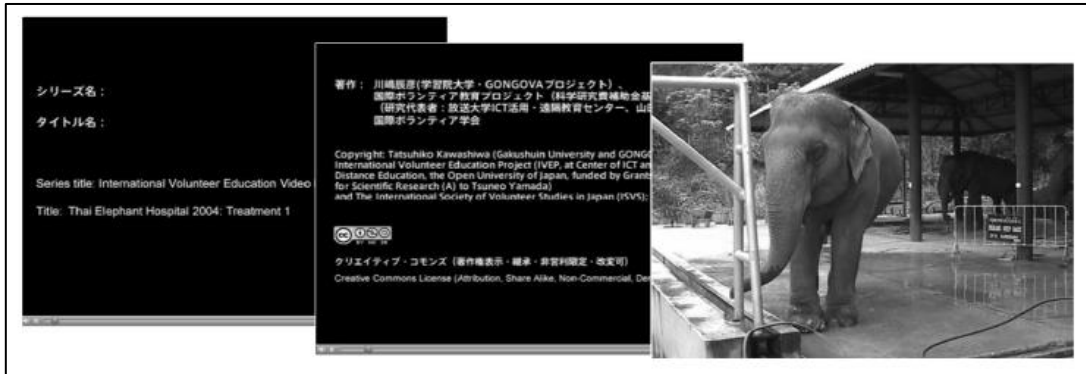 シリーズ名：
タイトル名：
Series title: International Volunteer Education Video
Title: Thai Elephant Hospital 2004: Treatment 1
著作： 川嶋辰彦(学習院大学・GONGOVAプロジェクト）、
国際ボランティア教育プロジェクト（科学研究費補助金基
（研究代表者：放送大学ICT活用・遠隔教育センター、山田
国際ボランティア学会
Copyright: Tatsuhiko Kawashiwa (Gakushuin University and GONGO
International Volunteer Education Project (IVEP, at Center of ICT an
Distance Education, the Open University of Japan, funded by Grants
for Scientific Research (A) to Tsuneo Yamada)
and The International Society of Volunteer Studies in Japan (ISVS);
cc
BY NC
クリエイティブ・コモンズ（著作権表示・継承・非営利限定・改変可）
Creative Commons License (Attribution, Share Alike, Non-Commercial, Der